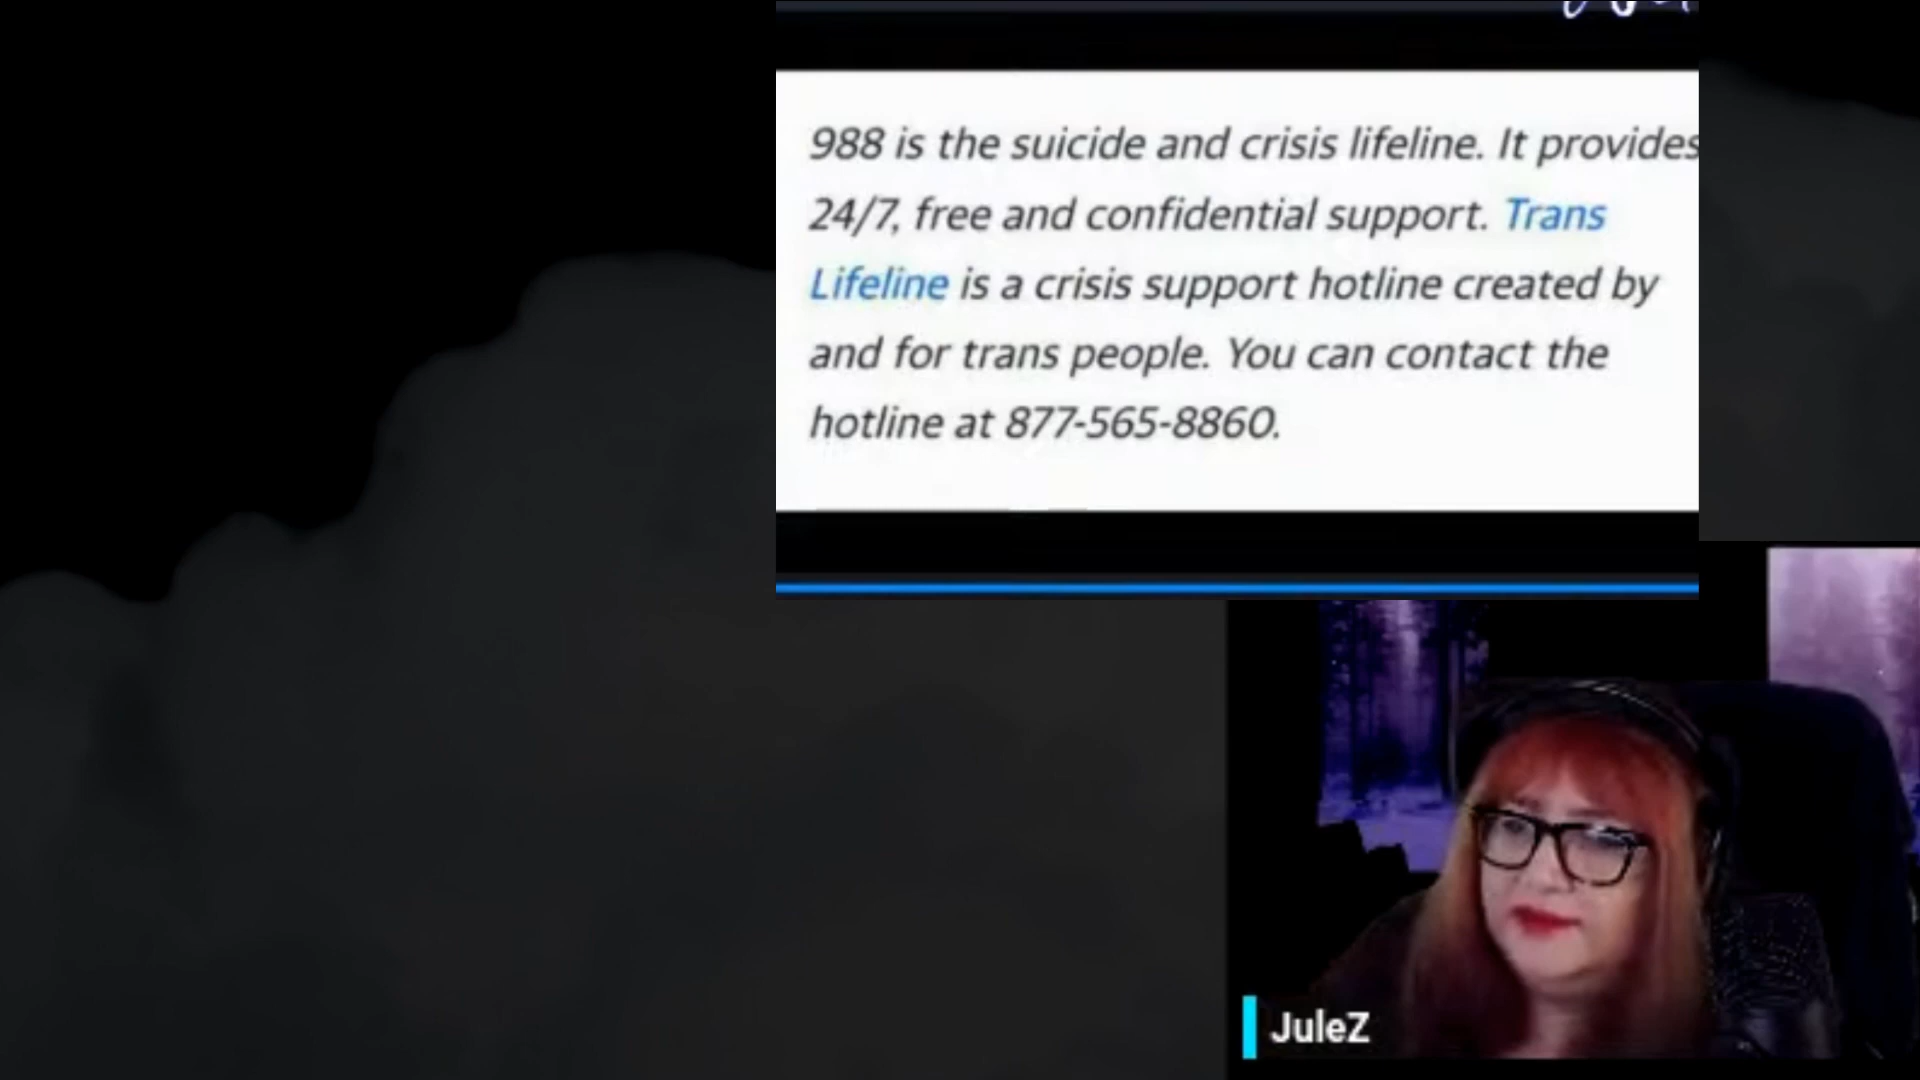 988 is the suicide and crisis lifeline. It provides
24/7, free and confidential support. Trans
Lifeline is a crisis support hotline created by
and for trans people. You can contact the
hotline at 877-565-8860.
JuleZ